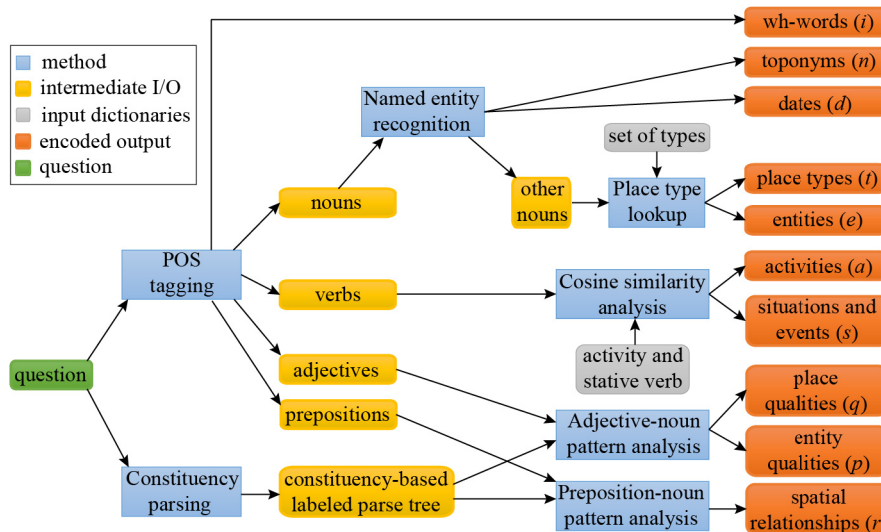 method
intermediate I/O
input dictionaries
encoded output
question
wh-words (i)
toponyms (n)
dates (d)
Named entity
recognition
set of types
nouns
other
nouns
Place type
lookup
place types (t)
entities (e)
POS
tagging
verbs
Cosine similarity
analysis
activities (a)
situations and
events (s)
activity and
stative verb
question
adjectives
prepositions
Adjective-noun
pattern analysis
place
qualities (q)
entity
qualities (p)
Constituency
parsing
constituency-based
labeled parse tree
Preposition-noun
pattern analysis
spatial
relationships (r